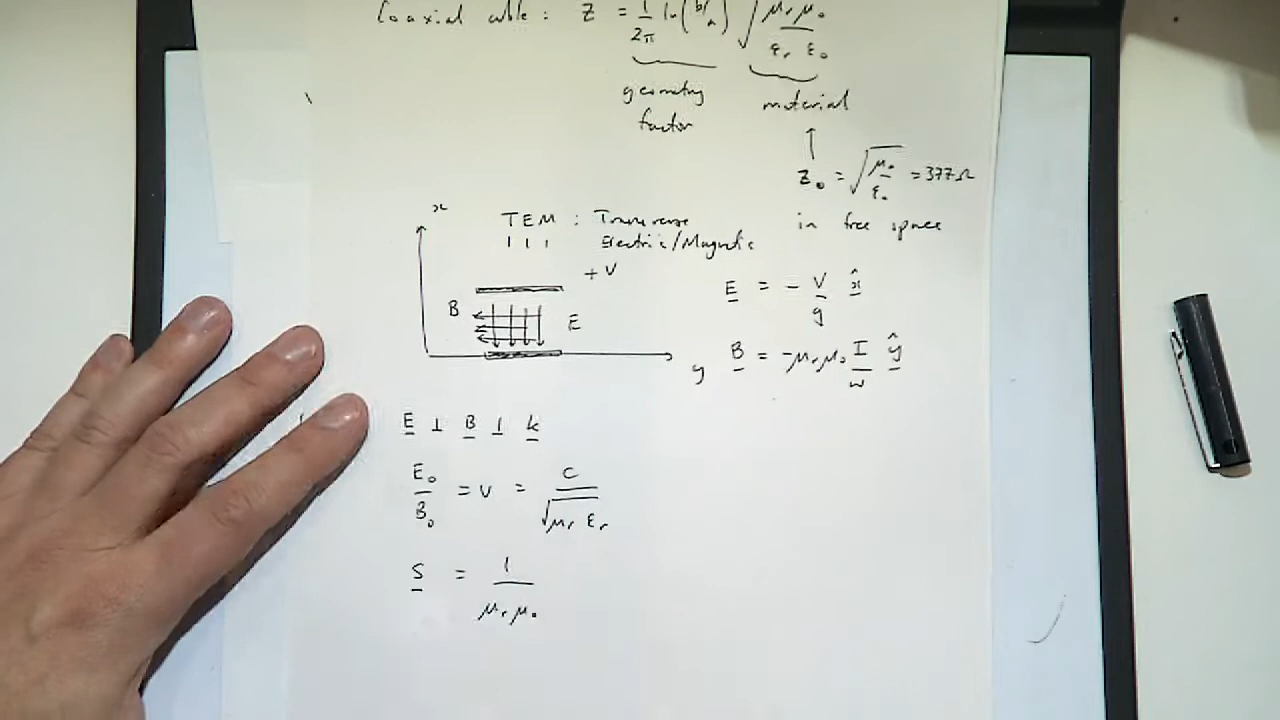 Coaxial cable : Z = 1/2π ln(b/a) √(μr μ0 / εr ε0)
geometry factor
material
↑
Z0 = √(μ0/ε0) = 377Ω
in free space
x
TEM : Transverse
Electric/Magnetic
+V
B
E
y
E = - V/g x̂
B = -μr μ0 I/w ŷ
E ⊥ B ⊥ k
E0/B0 = v = c/√(μr εr)
S = 1/(μr μ0)